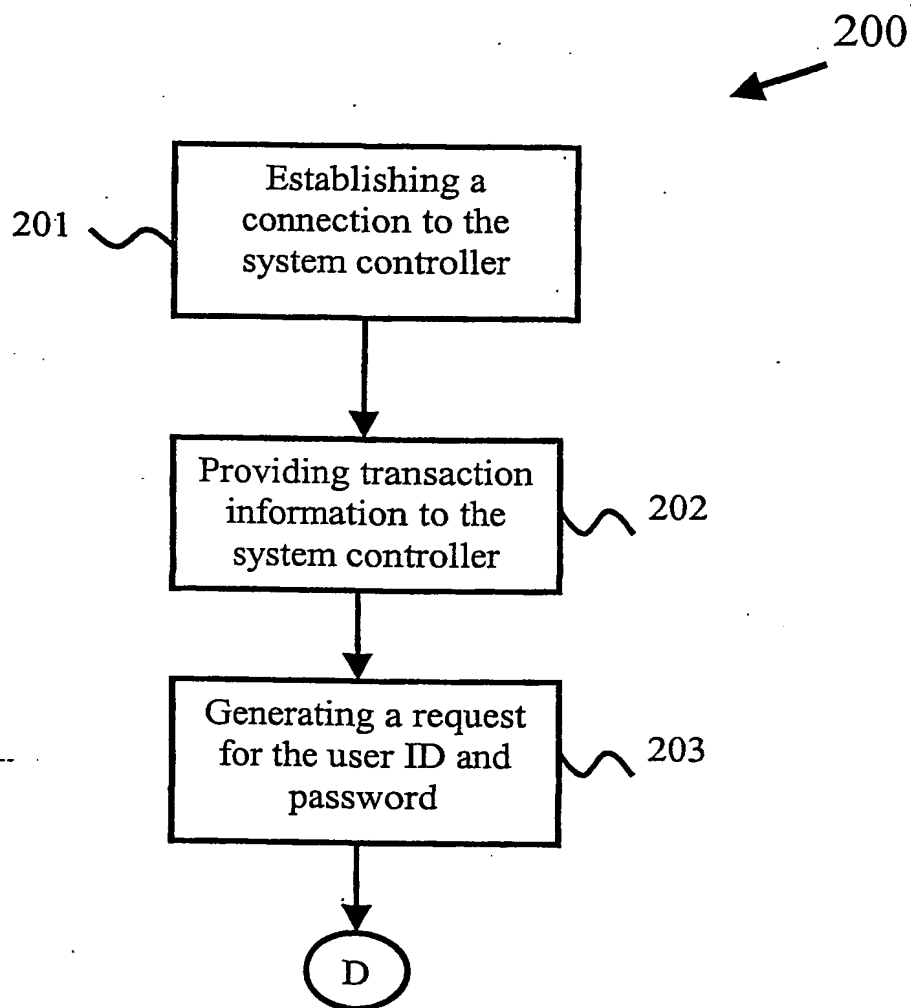 200
Establishing a
connection to the
system controller
201
Providing transaction
information to the
system controller
202
Generating a request
for the user ID and
password
203
D